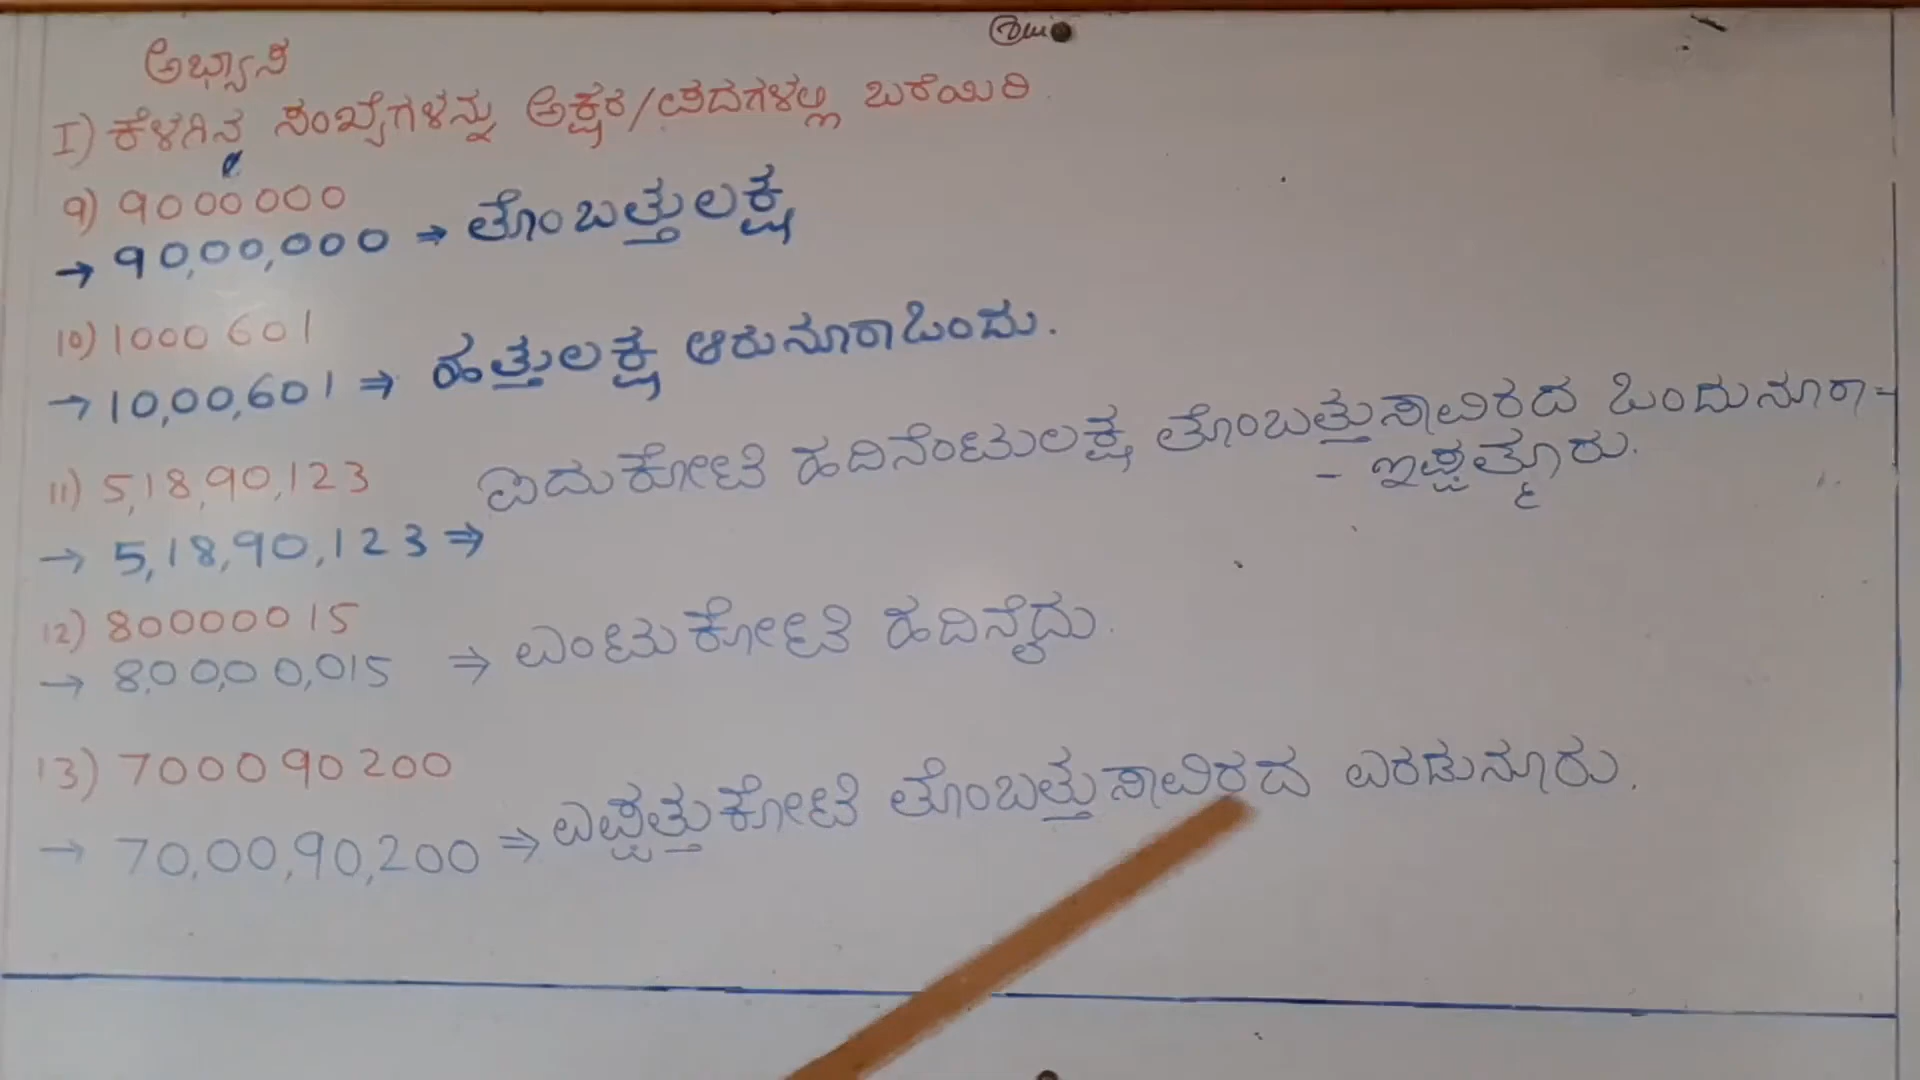 ಅಭ್ಯಾಸ
I) ಕೆಳಗಿನ ಸಂಖ್ಯೆಗಳನ್ನು ಅಕ್ಷರ/ಪದಗಳಲ್ಲಿ ಬರೆಯಿರಿ.
9) 9000000
→ 90,00,000 ⇒ ತೊಂಬತ್ತುಲಕ್ಷ
10) 1000601
→ 10,00,601 ⇒ ಹತ್ತುಲಕ್ಷ ಆರುನೂರಾಒಂದು.
11) 5,18,90,123 ಐದುಕೋಟಿ ಹದಿನೆಂಟುಲಕ್ಷ ತೊಂಬತ್ತುಸಾವಿರದ ಒಂದುನೂರಾ-
- ಇಪ್ಪತ್ಮೂರು.
→ 5,18,90,123 ⇒
12) 80000015
→ 8,00,00,015 ⇒ ಎಂಟುಕೋಟಿ ಹದಿನೈದು.
13) 700090200
→ 70,00,90,200 ⇒ ಎಪ್ಪತ್ತುಕೋಟಿ ತೊಂಬತ್ತುಸಾವಿರದ ಎರಡುನೂರು.